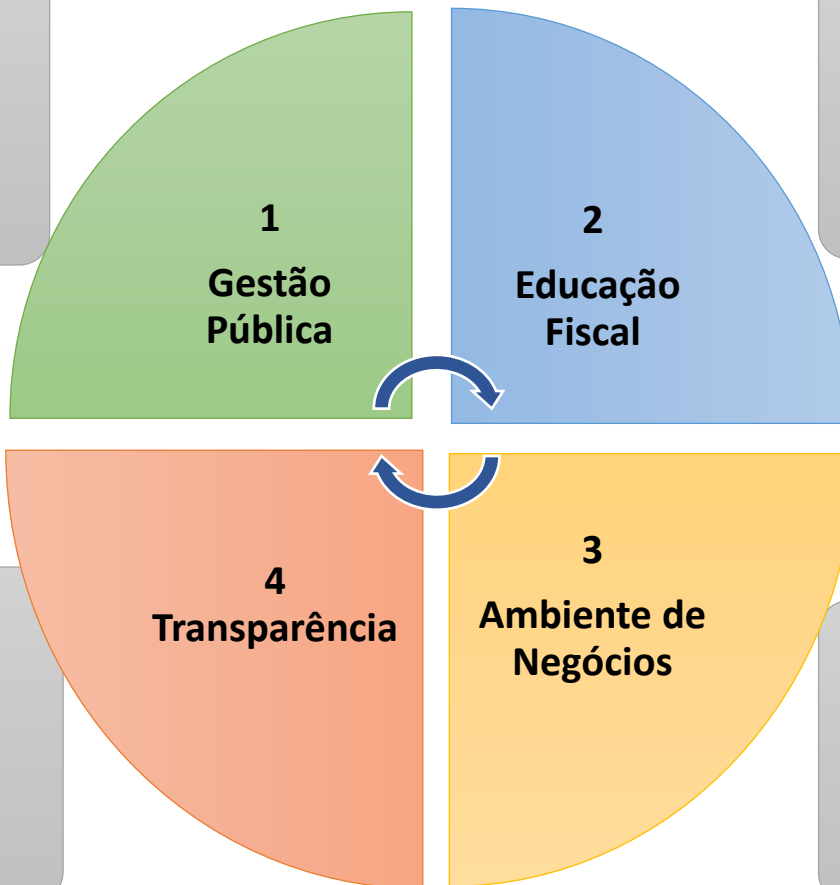 1
Gestão
Pública
2
Educação
Fiscal
3
Ambiente de
Negócios
4
Transparência